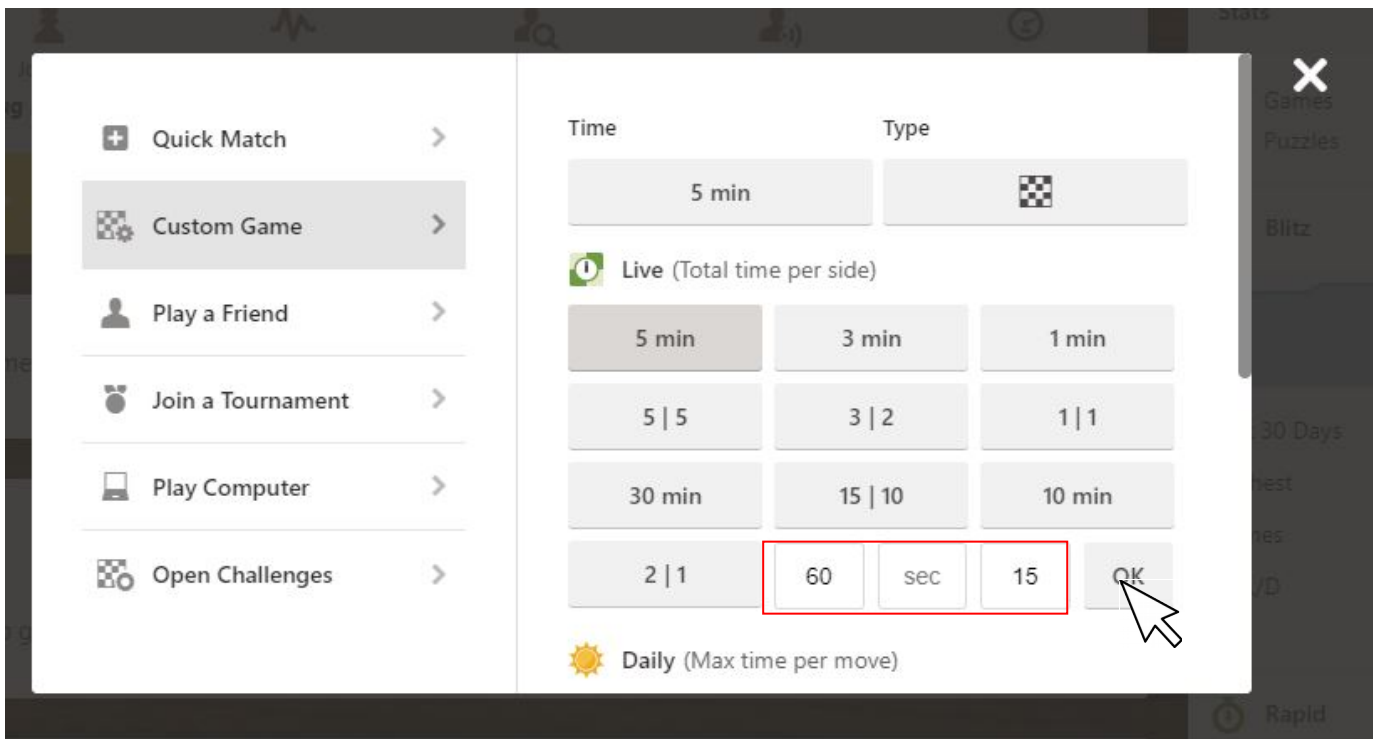 Stats
Games
Puzzles
Quick Match
Custom Game
Play a Friend
Join a Tournament
Play Computer
Open Challenges
Time Type
5 min
Live (Total time per side)
5 min 3 min 1 min
5 | 5 3 | 2 1 | 1
30 min 15 | 10 10 min
2 | 1 60 sec 15 OK
Daily (Max time per move)
Blitz
30 Days
Rapid